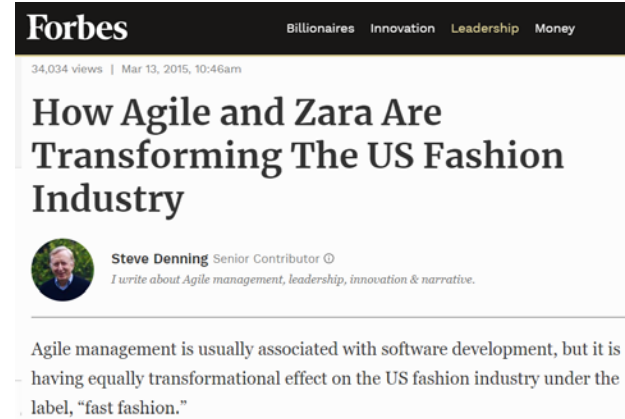 Forbes
Billionaires Innovation Leadership Money
34,034 views | Mar 13, 2015, 10:46am
How Agile and Zara Are
Transforming The US Fashion
Industry
Steve Denning Senior Contributor ⓘ
I write about Agile management, leadership, innovation & narrative.
Agile management is usually associated with software development, but it is
having equally transformational effect on the US fashion industry under the
label, “fast fashion.”